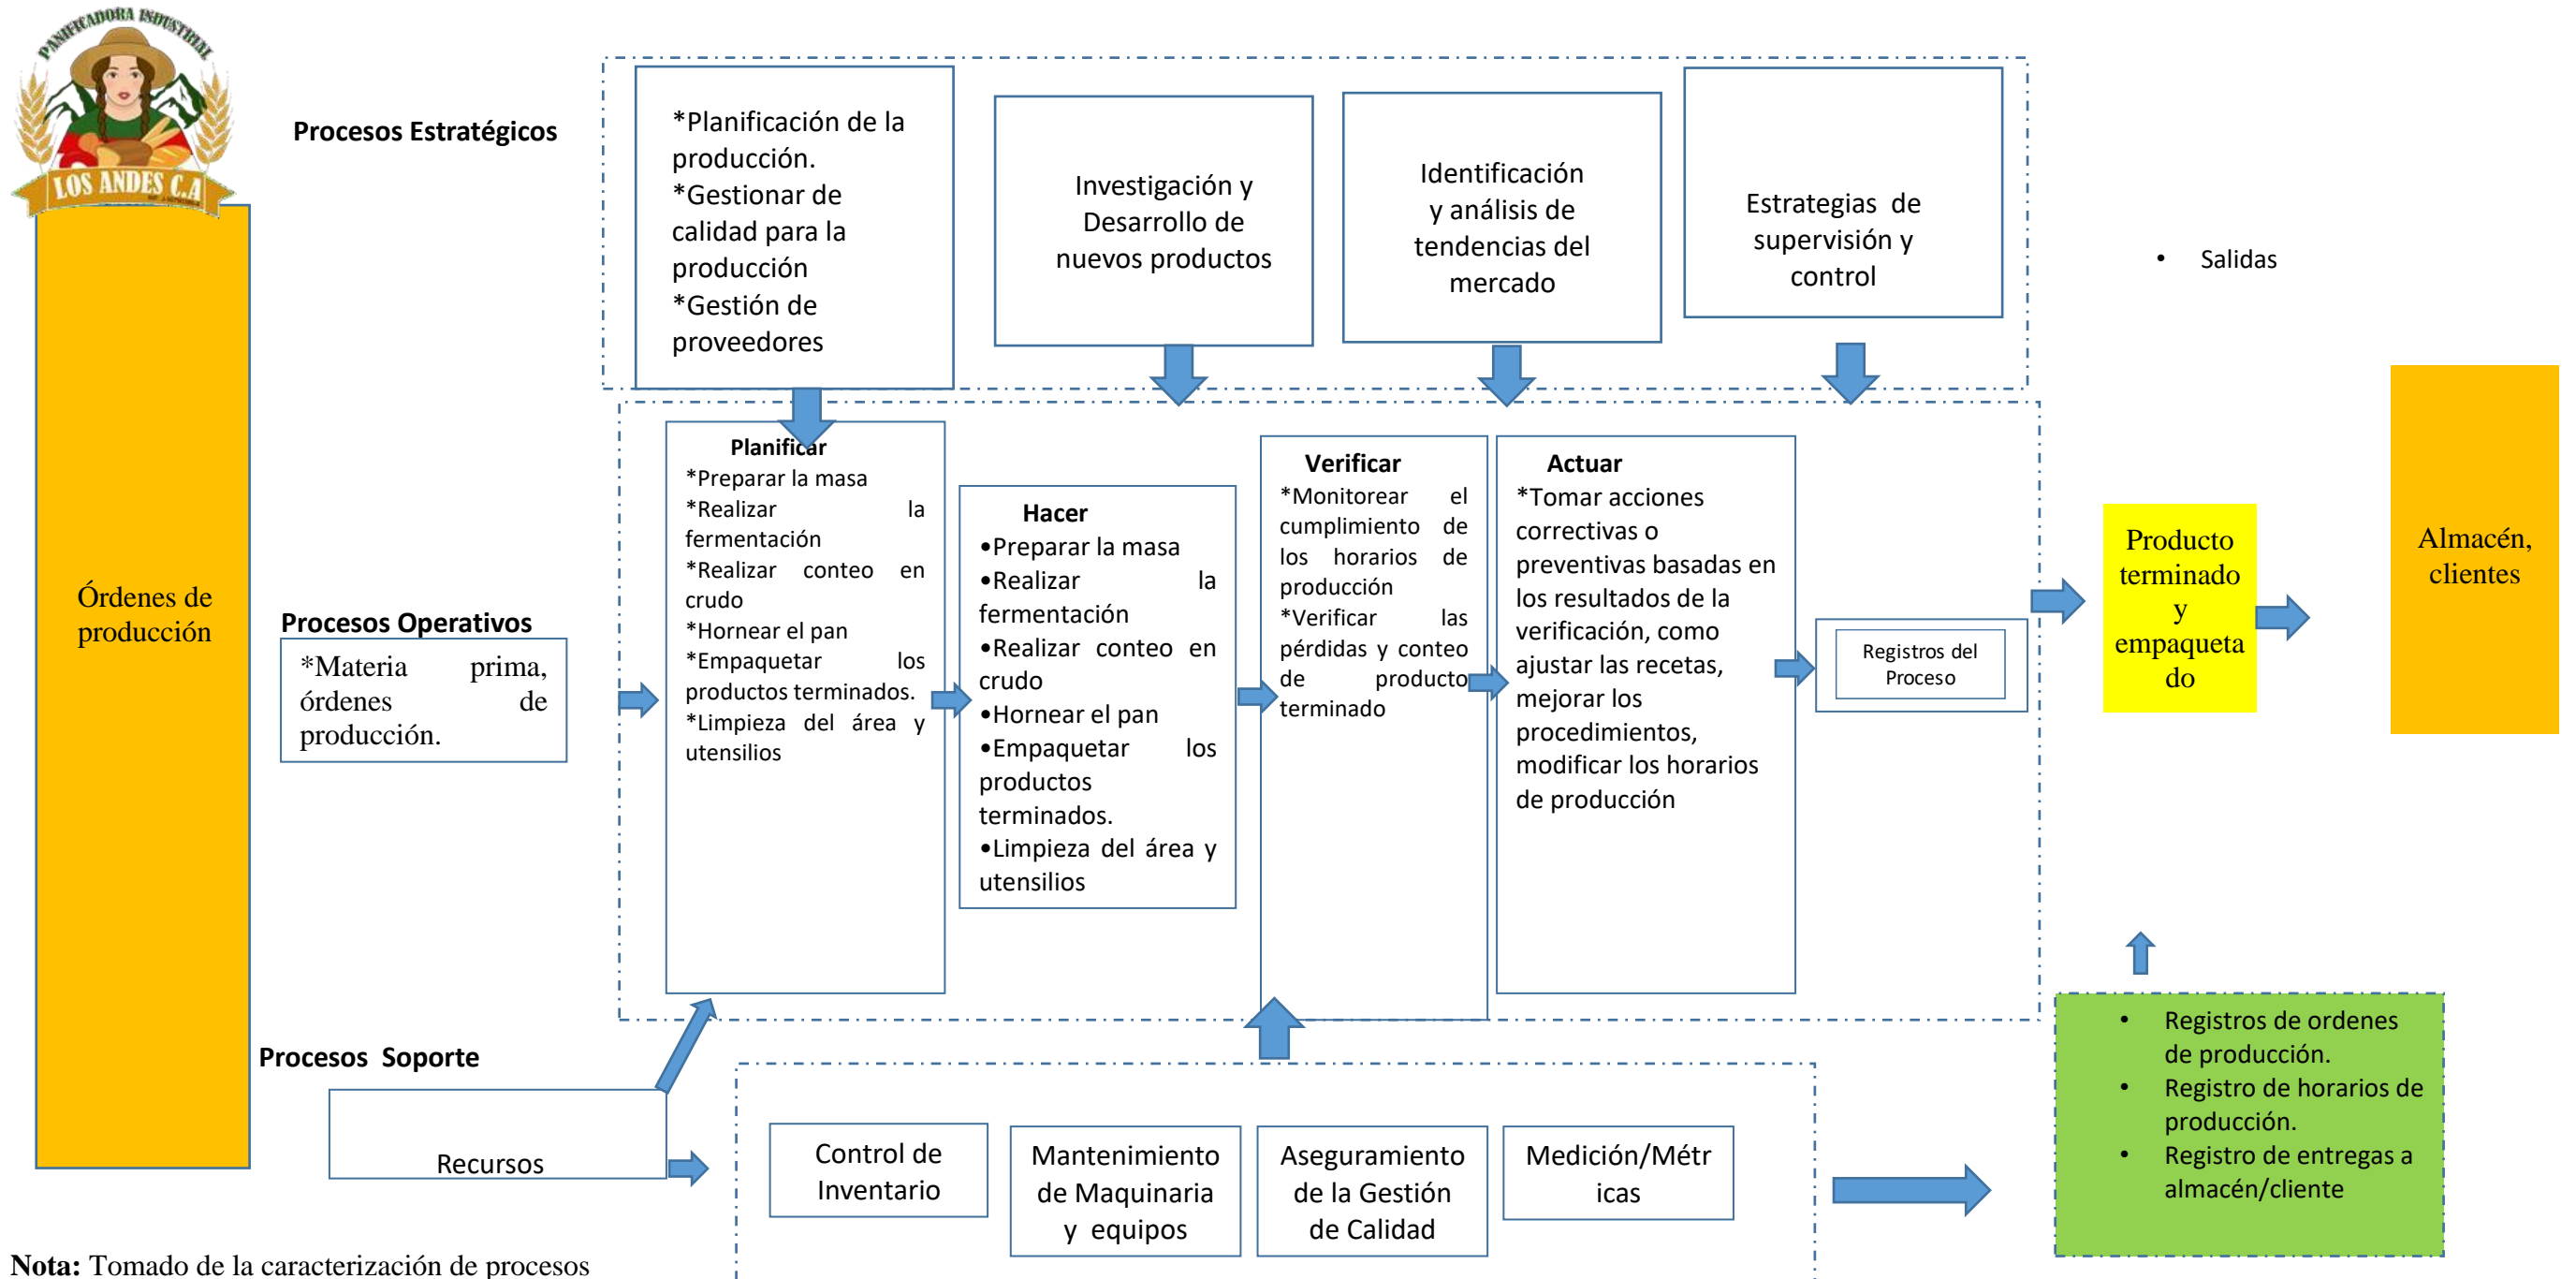 PANIFICADORA INDUSTRIAL
LOS ANDES C.A
Procesos Estratégicos
*Planificación de la
producción.
*Gestionar de
calidad para la
producción
*Gestión de
proveedores
Investigación y
Desarrollo de
nuevos productos
Identificación
y análisis de
tendencias del
mercado
Estrategias de
supervisión y
control
• Salidas
Órdenes de
producción
Procesos Operativos
*Materia prima,
órdenes de
producción.
Planificar
*Preparar la masa
*Realizar la
fermentación
*Realizar conteo en
crudo
*Hornear el pan
*Empaquetar los
productos terminados.
*Limpieza del área y
utensilios
Hacer
•Preparar la masa
•Realizar la
fermentación
•Realizar conteo en
crudo
•Hornear el pan
•Empaquetar los
productos
terminados.
•Limpieza del área y
utensilios
Verificar
*Monitorear el
cumplimiento de
los horarios de
producción
*Verificar las
pérdidas y conteo
de producto
terminado
Actuar
*Tomar acciones
correctivas o
preventivas basadas en
los resultados de la
verificación, como
ajustar las recetas,
mejorar los
procedimientos,
modificar los horarios
de producción
Registros del
Proceso
Producto
terminado
y
empaqueta
do
Almacén,
clientes
Procesos Soporte
Recursos
Control de
Inventario
Mantenimiento
de Maquinaria
y equipos
Aseguramiento
de la Gestión
de Calidad
Medición/Métr
icas
• Registros de ordenes
de producción.
• Registro de horarios de
producción.
• Registro de entregas a
almacén/cliente
Nota: Tomado de la caracterización de procesos